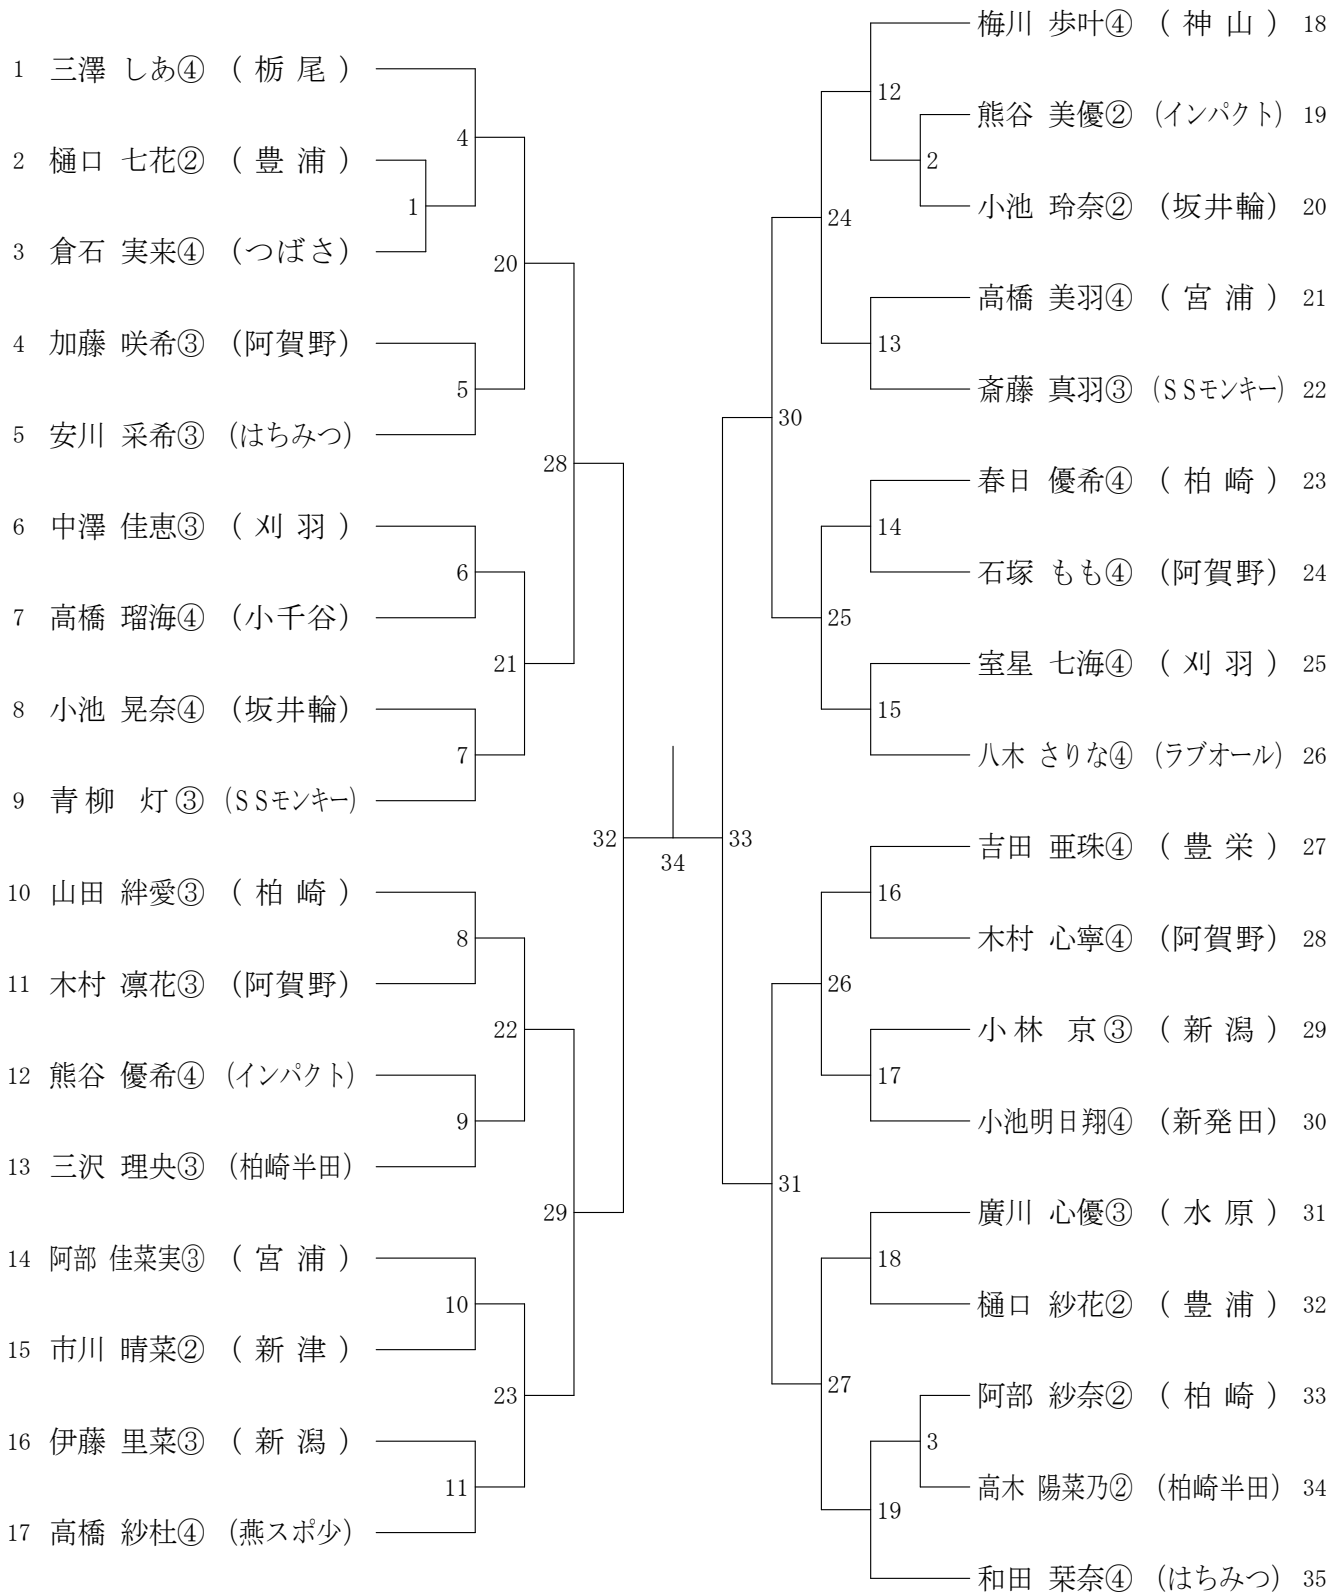 1 三澤 しあ④ （ 栃 尾 ）
2 樋口 七花② （ 豊 浦 ）
3 倉石 実来④ （つばさ）
4 加藤 咲希③ （阿賀野）
5 安川 采希③ （はちみつ）
6 中澤 佳恵③ （ 刈 羽 ）
7 高橋 瑠海④ （小千谷）
8 小池 晃奈④ （坂井輪）
9 青柳 灯③ （ＳＳモンキー）
10 山田 絆愛③ （ 柏 崎 ）
11 木村 凛花③ （阿賀野）
12 熊谷 優希④ （インパクト）
13 三沢 理央③ （柏崎半田）
14 阿部 佳菜実③ （ 宮 浦 ）
15 市川 晴菜② （ 新 津 ）
16 伊藤 里菜③ （ 新 潟 ）
17 高橋 紗杜④ （燕スポ少）
1
4
5
6
7
8
9
10
11
20
21
22
23
28
29
32
34
33
30
31
24
25
26
27
12
2
13
14
15
16
17
18
3
19
梅川 歩叶④ （ 神 山 ） 18
熊谷 美優② （インパクト） 19
小池 玲奈② （坂井輪） 20
高橋 美羽④ （ 宮 浦 ） 21
斎藤 真羽③ （ＳＳモンキー） 22
春日 優希④ （ 柏 崎 ） 23
石塚 もも④ （阿賀野） 24
室星 七海④ （ 刈 羽 ） 25
八木 さりな④ （ラブオール） 26
吉田 亜珠④ （ 豊 栄 ） 27
木村 心寧④ （阿賀野） 28
小林 京③ （ 新 潟 ） 29
小池明日翔④ （新発田） 30
廣川 心優③ （ 水 原 ） 31
樋口 紗花② （ 豊 浦 ） 32
阿部 紗奈② （ 柏 崎 ） 33
高木 陽菜乃② （柏崎半田） 34
和田 栞奈④ （はちみつ） 35